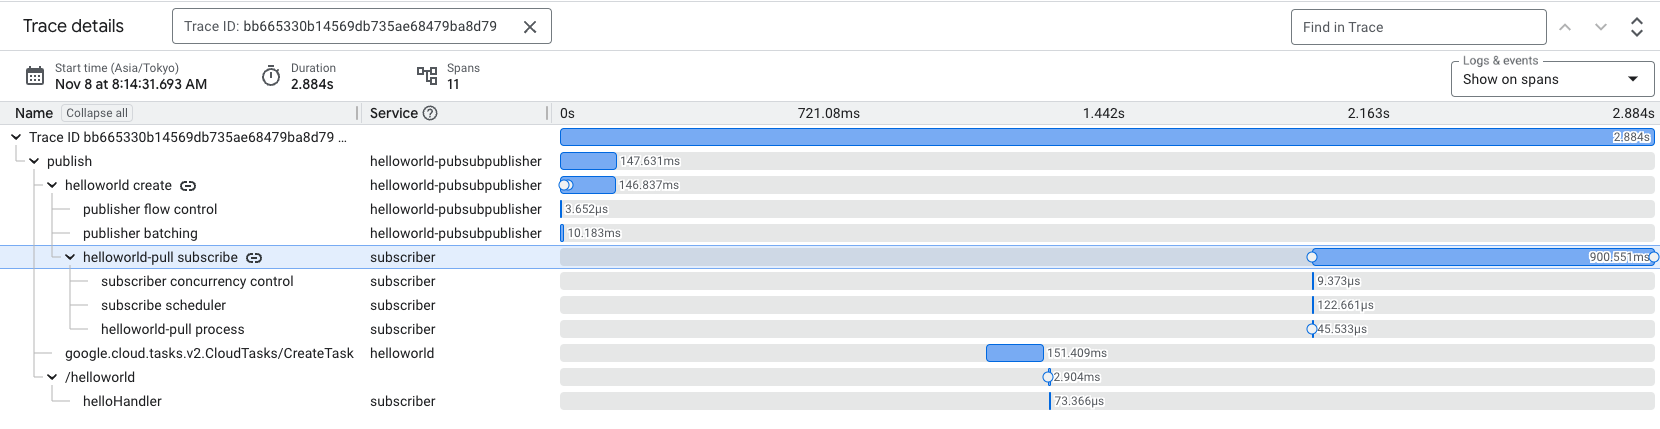 Trace details
Trace ID: bb665330b14569db735ae68479ba8d79
Find in Trace
Start time (Asia/Tokyo)
Nov 8 at 8:14:31.693 AM
Duration
2.884s
Spans
11
Logs & events
Show on spans
Name Collapse all Service 0s 721.08ms 1.442s 2.163s 2.884s
Trace ID bb665330b14569db735ae68479ba8d79 ... 2.884s
publish helloworld-pubsubpublisher 147.631ms
helloworld create helloworld-pubsubpublisher 146.837ms
publisher flow control helloworld-pubsubpublisher 3.652μs
publisher batching helloworld-pubsubpublisher 10.183ms
helloworld-pull subscribe subscriber 900.551ms
subscriber concurrency control subscriber 9.373μs
subscribe scheduler subscriber 122.661μs
helloworld-pull process subscriber 45.533μs
google.cloud.tasks.v2.CloudTasks/CreateTask helloworld 151.409ms
/helloworld 2.904ms
helloHandler subscriber 73.366μs